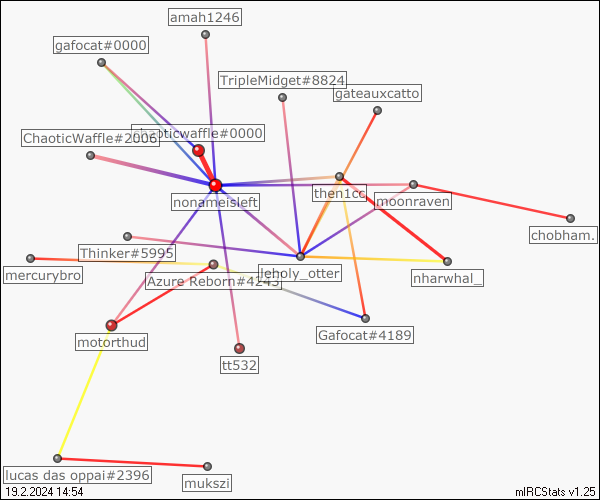 amah1246
gafocat#0000
TripleMidget#8824
gateauxcatto
chaoticwaffle#0000
ChaoticWaffle#2006
then1cc
moonraven
nonameisleft
chobham.
Thinker#5995
leholy_otter
mercurybro
Azure Reborn#4243
nharwhal_
Gafocat#4189
motorthud
tt532
lucas das oppai#2396
mukszi
19.2.2024 14:54
mIRCStats v1.25